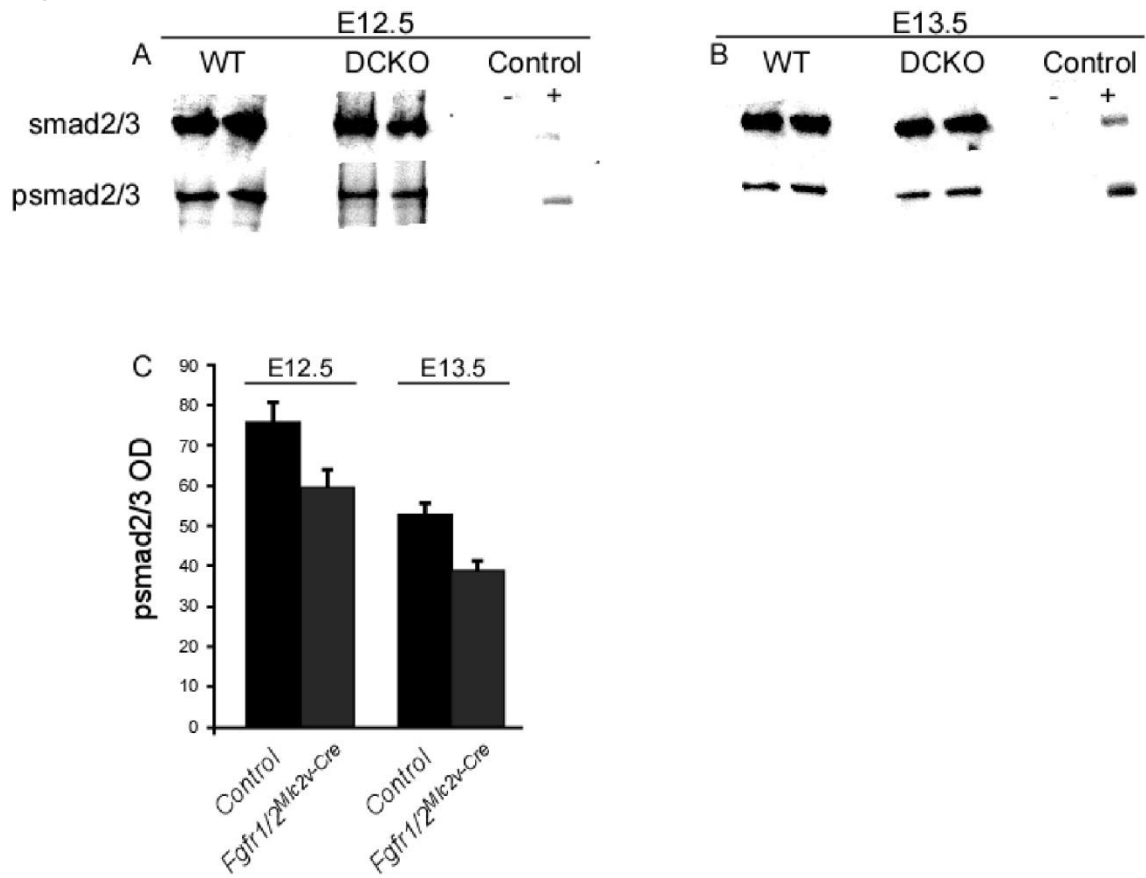 E12.5
E13.5
A
WT
DCKO
Control
B
WT
DCKO
Control
- +
- +
smad2/3
psmad2/3
C
E12.5
E13.5
psmad2/3 OD
90
80
70
60
50
40
30
20
10
0
Control
Fgfr1/2Mlc2v-Cre
Control
Fgfr1/2Mlc2v-Cre